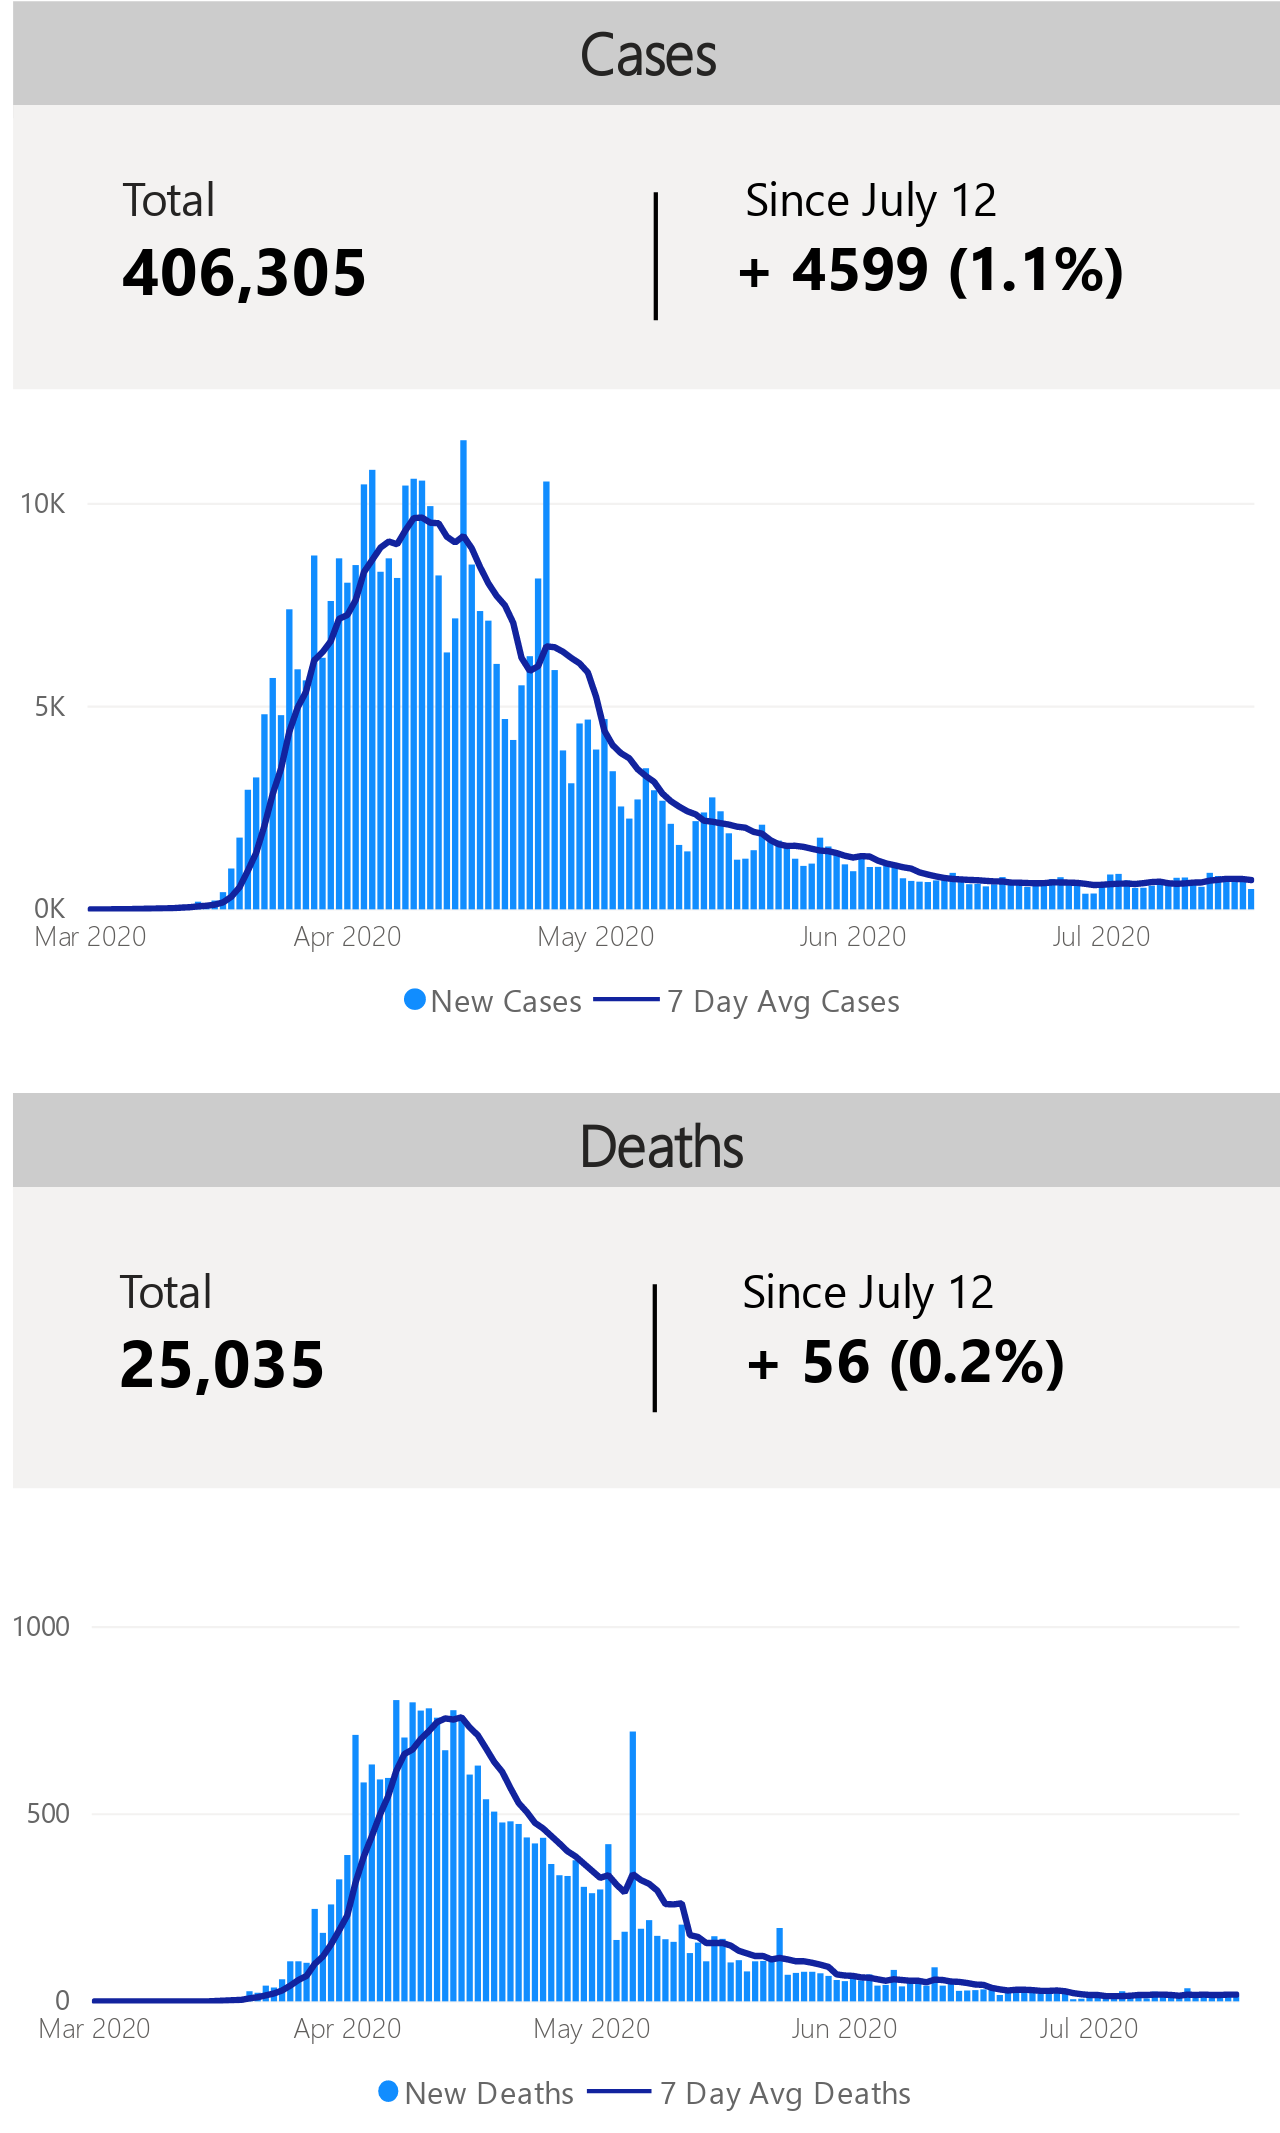 Cases
Total
Since July 12
406,305
+ 4599 (1.1%)
10K
5K
0K
Mar 2020
Apr 2020
May 2020
Jun 2020
Jul 2020
New Cases
7 Day Avg Cases
Deaths
Total
Since July 12
25,035
+ 56 (0.2%)
1000
500
0
Mar 2020
Apr 2020
May 2020
Jun 2020
Jul 2020
New Deaths
7 Day Avg Deaths